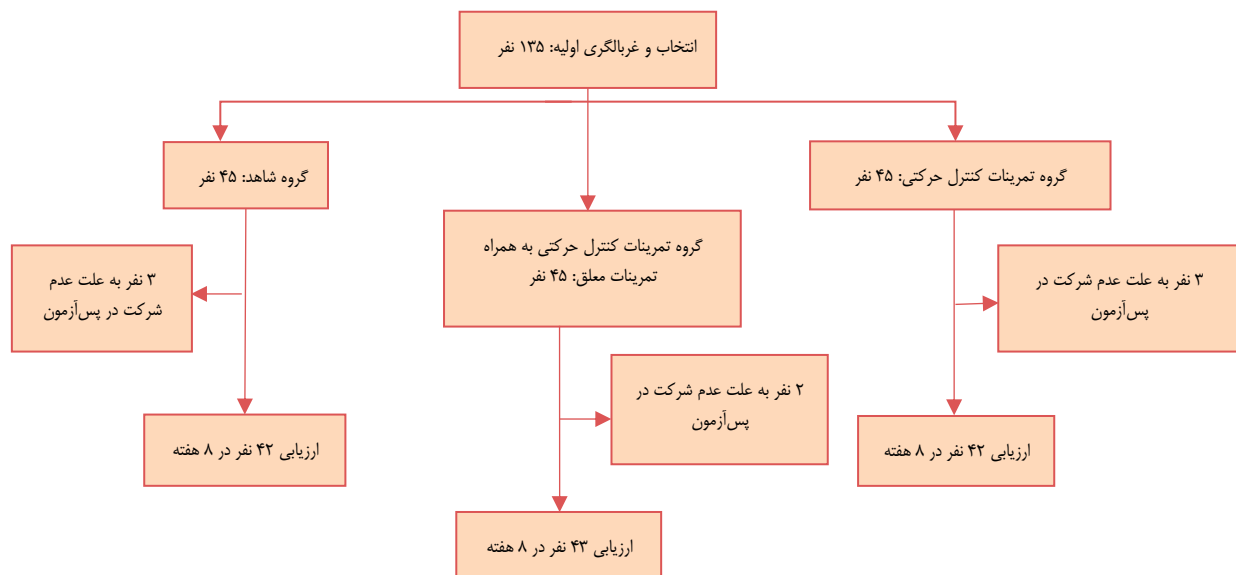 انتخاب و غربالگری اولیه: ۱۳۵ نفر
گروه تمرینات کنترل حرکتی: ۴۵ نفر
گروه شاهد: ۴۵ نفر
گروه تمرینات کنترل حرکتی به همراه
تمرینات معلق: ۴۵ نفر
۳ نفر به علت عدم شرکت در
پس‌آزمون
۳ نفر به علت عدم
شرکت در پس‌آزمون
۲ نفر به علت عدم شرکت در
پس‌آزمون
ارزیابی ۴۲ نفر در ۸ هفته
ارزیابی ۴۲ نفر در ۸ هفته
ارزیابی ۴۳ نفر در ۸ هفته